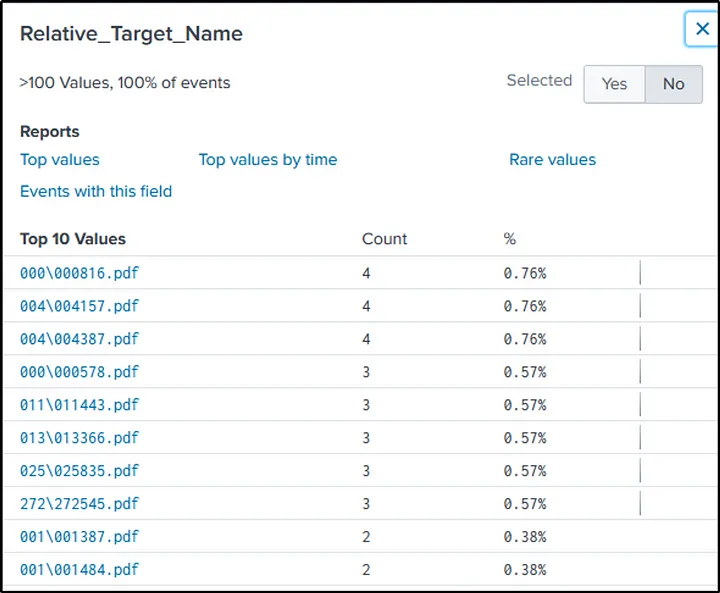 Relative_Target_Name
>100 Values, 100% of events
Selected Yes No
Reports
Top values Top values by time Rare values
Events with this field
Top 10 Values Count %
000\000816.pdf 4 0.76%
004\004157.pdf 4 0.76%
004\004387.pdf 4 0.76%
000\000578.pdf 3 0.57%
011\011443.pdf 3 0.57%
013\013366.pdf 3 0.57%
025\025835.pdf 3 0.57%
272\272545.pdf 3 0.57%
001\001387.pdf 2 0.38%
001\001484.pdf 2 0.38%